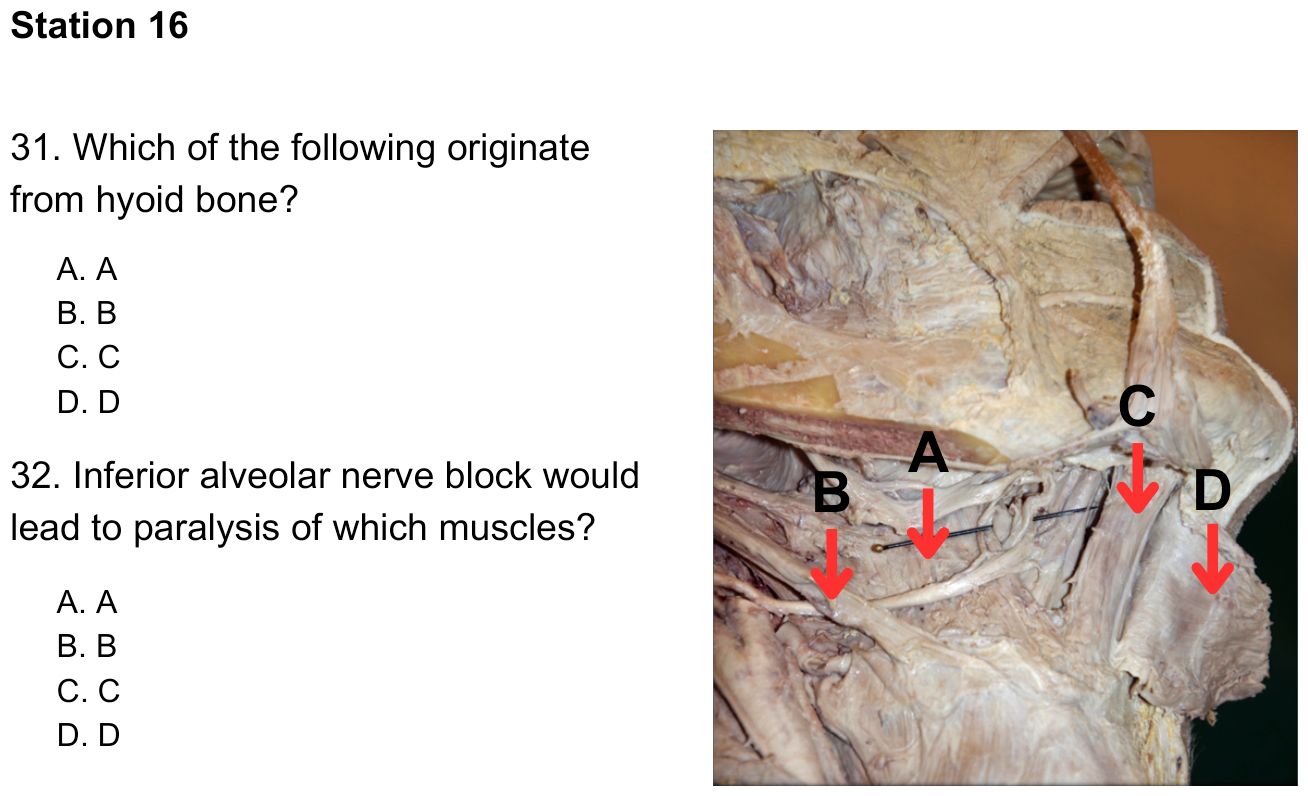 Station 16
31. Which of the following originate
from hyoid bone?
A. A
B. B
C. C
D. D
32. Inferior alveolar nerve block would
lead to paralysis of which muscles?
A. A
B. B
C. C
D. D
C
A
B
D